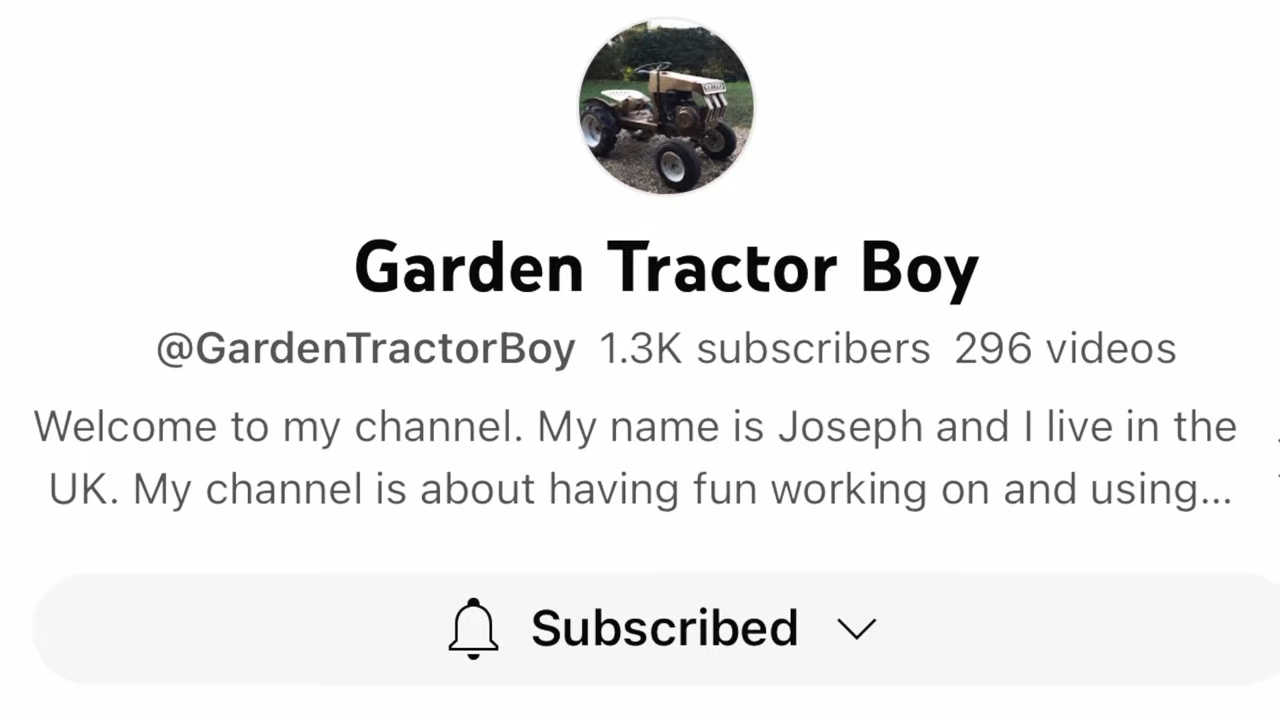 Garden Tractor Boy
@GardenTractorBoy 1.3K subscribers 296 videos
Welcome to my channel. My name is Joseph and I live in the
UK. My channel is about having fun working on and using...
Subscribed